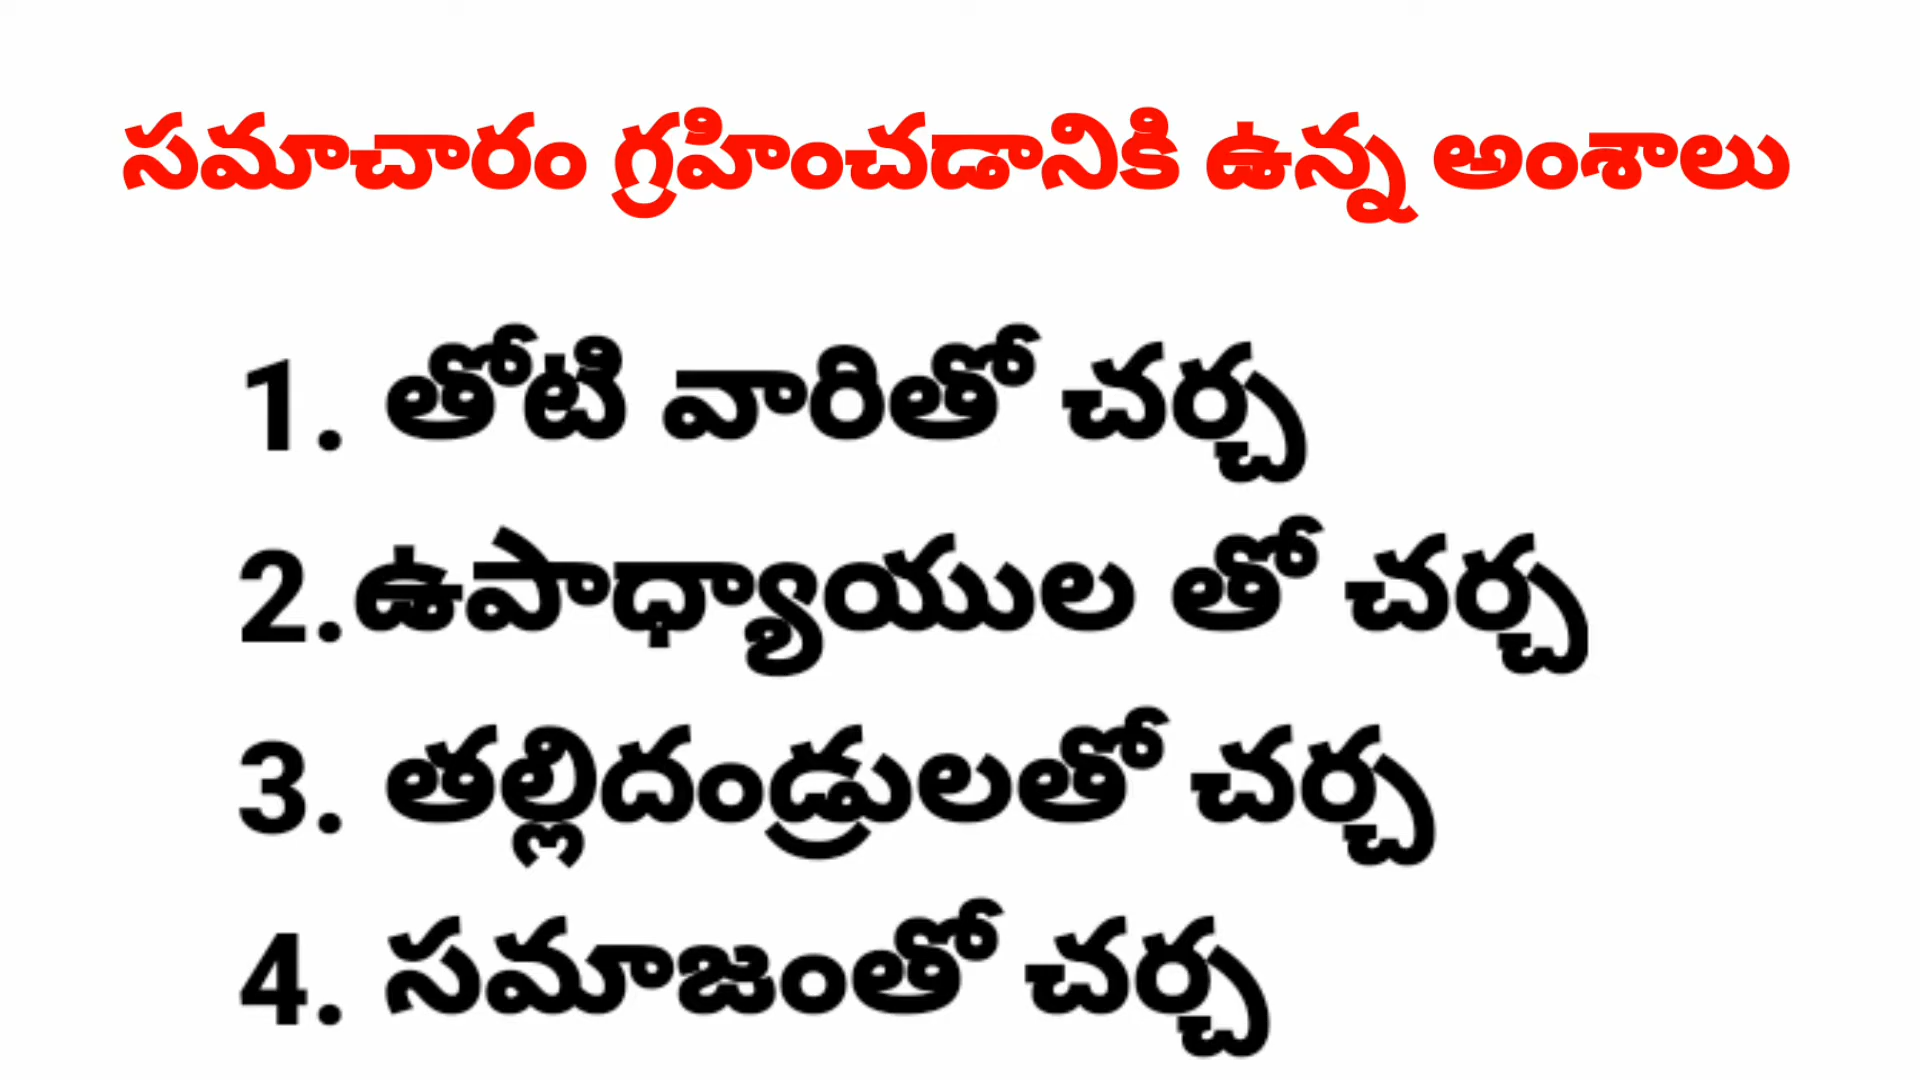 సమాచారం గ్రహించడానికి ఉన్న అంశాలు
1. తోటి వారితో చర్చ
2.ఉపాధ్యాయుల తో చర్చ
3. తల్లిదండ్రులతో చర్చ
4. సమాజంతో చర్చ